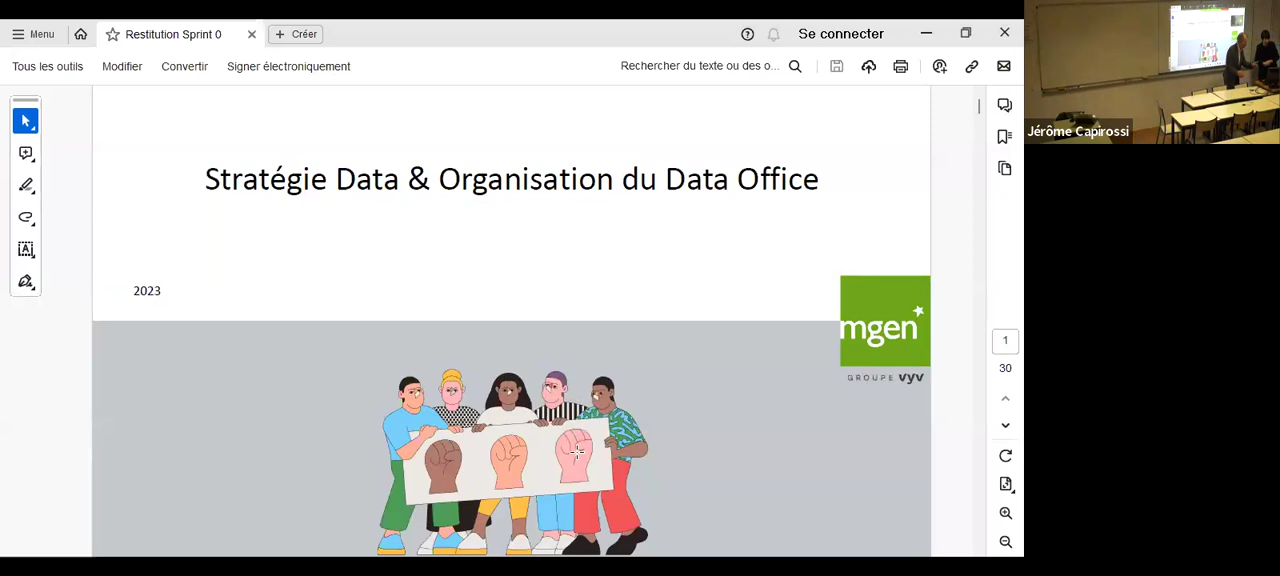 Menu
Restitution Sprint 0
Créer
Se connecter
Tous les outils
Modifier
Convertir
Signer électroniquement
Rechercher du texte ou des o...
Jérôme Capirossi
Stratégie Data & Organisation du Data Office
2023
mgen
GROUPE vyv
1
30